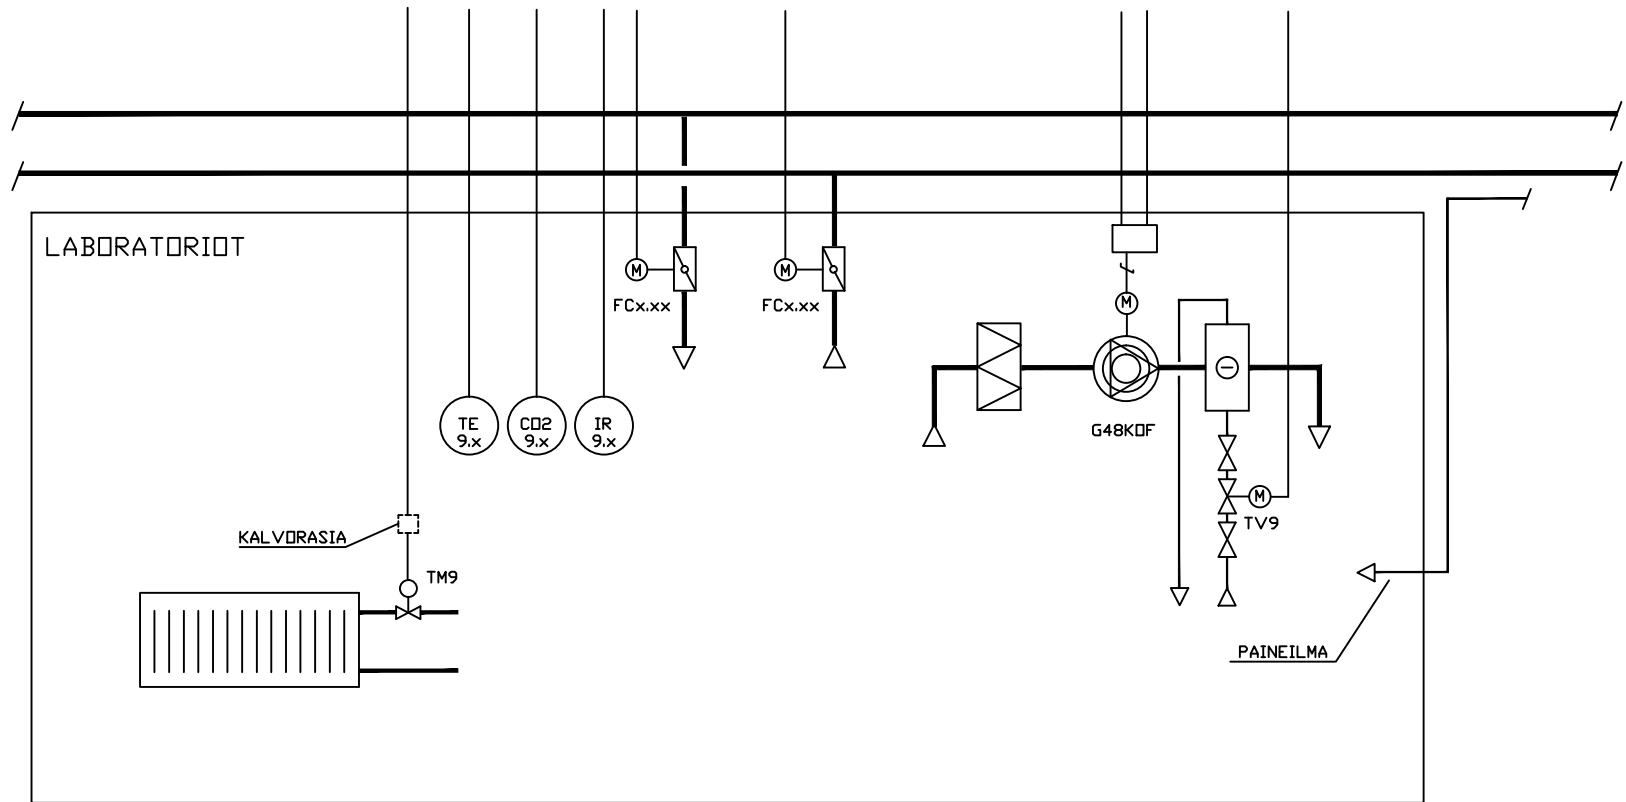 LABORATORIOT
M
M
M
FCx.xx
FCx.xx
TE
9.x
CO2
9.x
IR
9.x
G48KOF
M
TV9
KALVORASIA
TM9
PAINEILMA